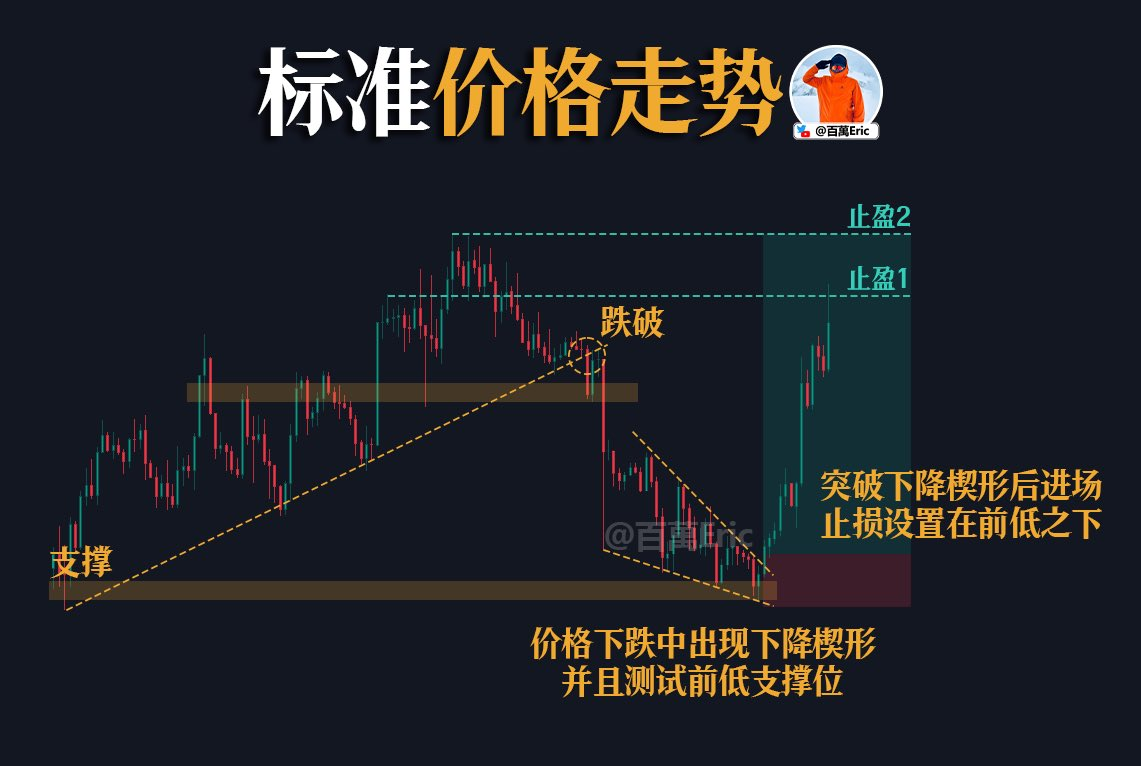 标准价格走势
@百萬Eric
止盈2
止盈1
跌破
突破下降楔形后进场
止损设置在前低之下
@百萬Eric
支撑
价格下跌中出现下降楔形
并且测试前低支撑位